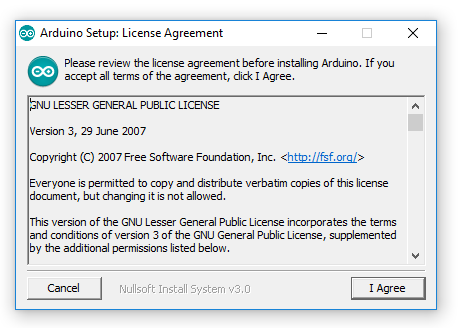 Arduino Setup: License Agreement
Please review the license agreement before installing Arduino. If you
accept all terms of the agreement, click I Agree.
GNU LESSER GENERAL PUBLIC LICENSE
Version 3, 29 June 2007
Copyright (C) 2007 Free Software Foundation, Inc. <http://fsf.org/>
Everyone is permitted to copy and distribute verbatim copies of this license
document, but changing it is not allowed.
This version of the GNU Lesser General Public License incorporates the terms
and conditions of version 3 of the GNU General Public License, supplemented
by the additional permissions listed below.
Cancel
Nullsoft Install System v3.0
I Agree